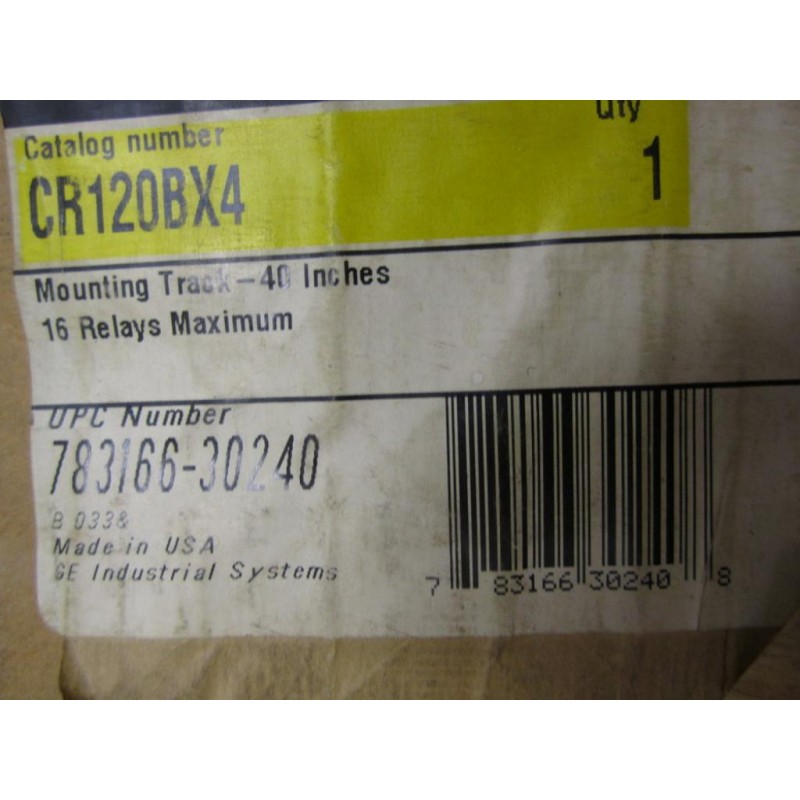 Catalog number
Qty
CR120BX4
1
Mounting Track-40 Inches
16 Relays Maximum
UPC Number
783166-30240
B 033&
Made in USA
GE Industrial Systems
7 83166 30240 8